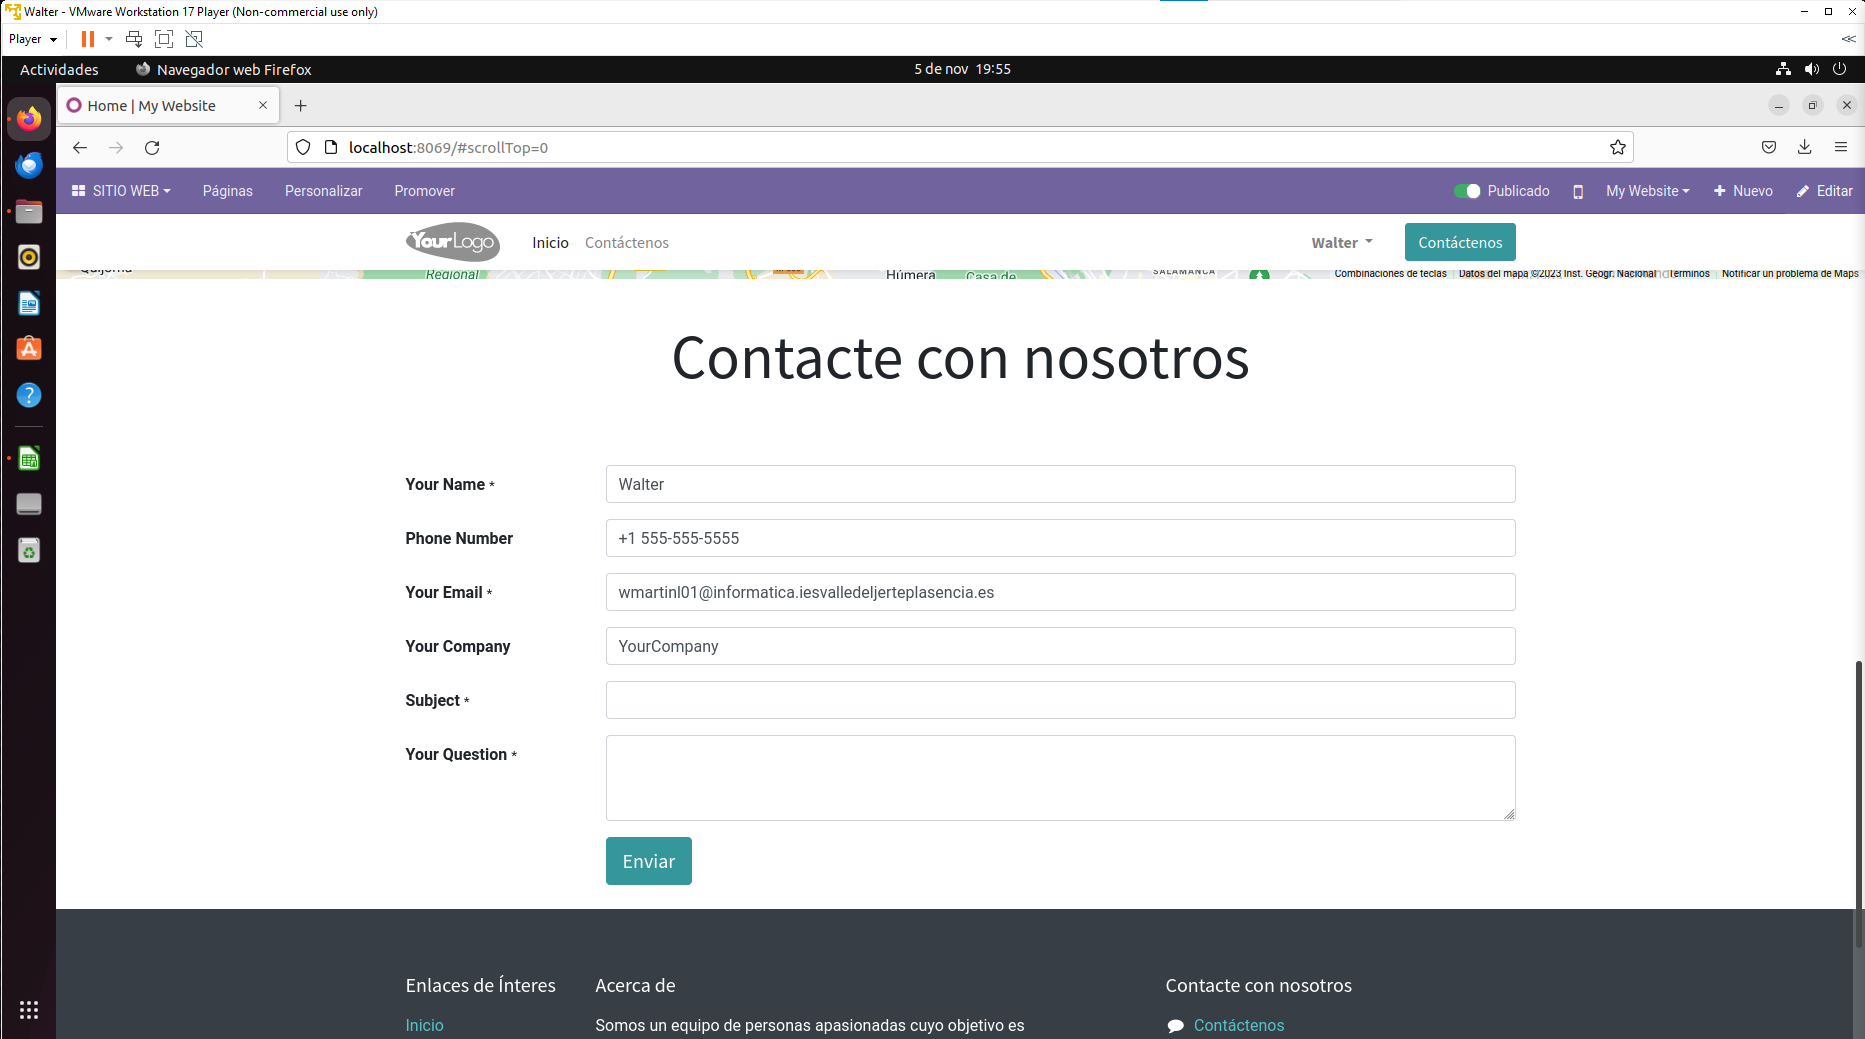 Walter - VMware Workstation 17 Player (Non-commercial use only)
Player
Actividades Navegador web Firefox 5 de nov 19:55
Home | My Website
localhost:8069/#scrollTop=0
SITIO WEB Páginas Personalizar Promover Publicado My Website Nuevo Editar
YourLogo Inicio Contáctenos Walter Contáctenos
Quijorna Regional Húmera Casa de SALAMANCA Combinaciones de teclas Datos del mapa ©2023 Inst. Geogr. Nacional Términos Notificar un problema de Maps
Contacte con nosotros
Your Name * Walter
Phone Number +1 555-555-5555
Your Email * wmartinl01@informatica.iesvalledeljerteplasencia.es
Your Company YourCompany
Subject *
Your Question *
Enviar
Enlaces de Ínteres Acerca de Contacte con nosotros
Inicio Somos un equipo de personas apasionadas cuyo objetivo es Contáctenos